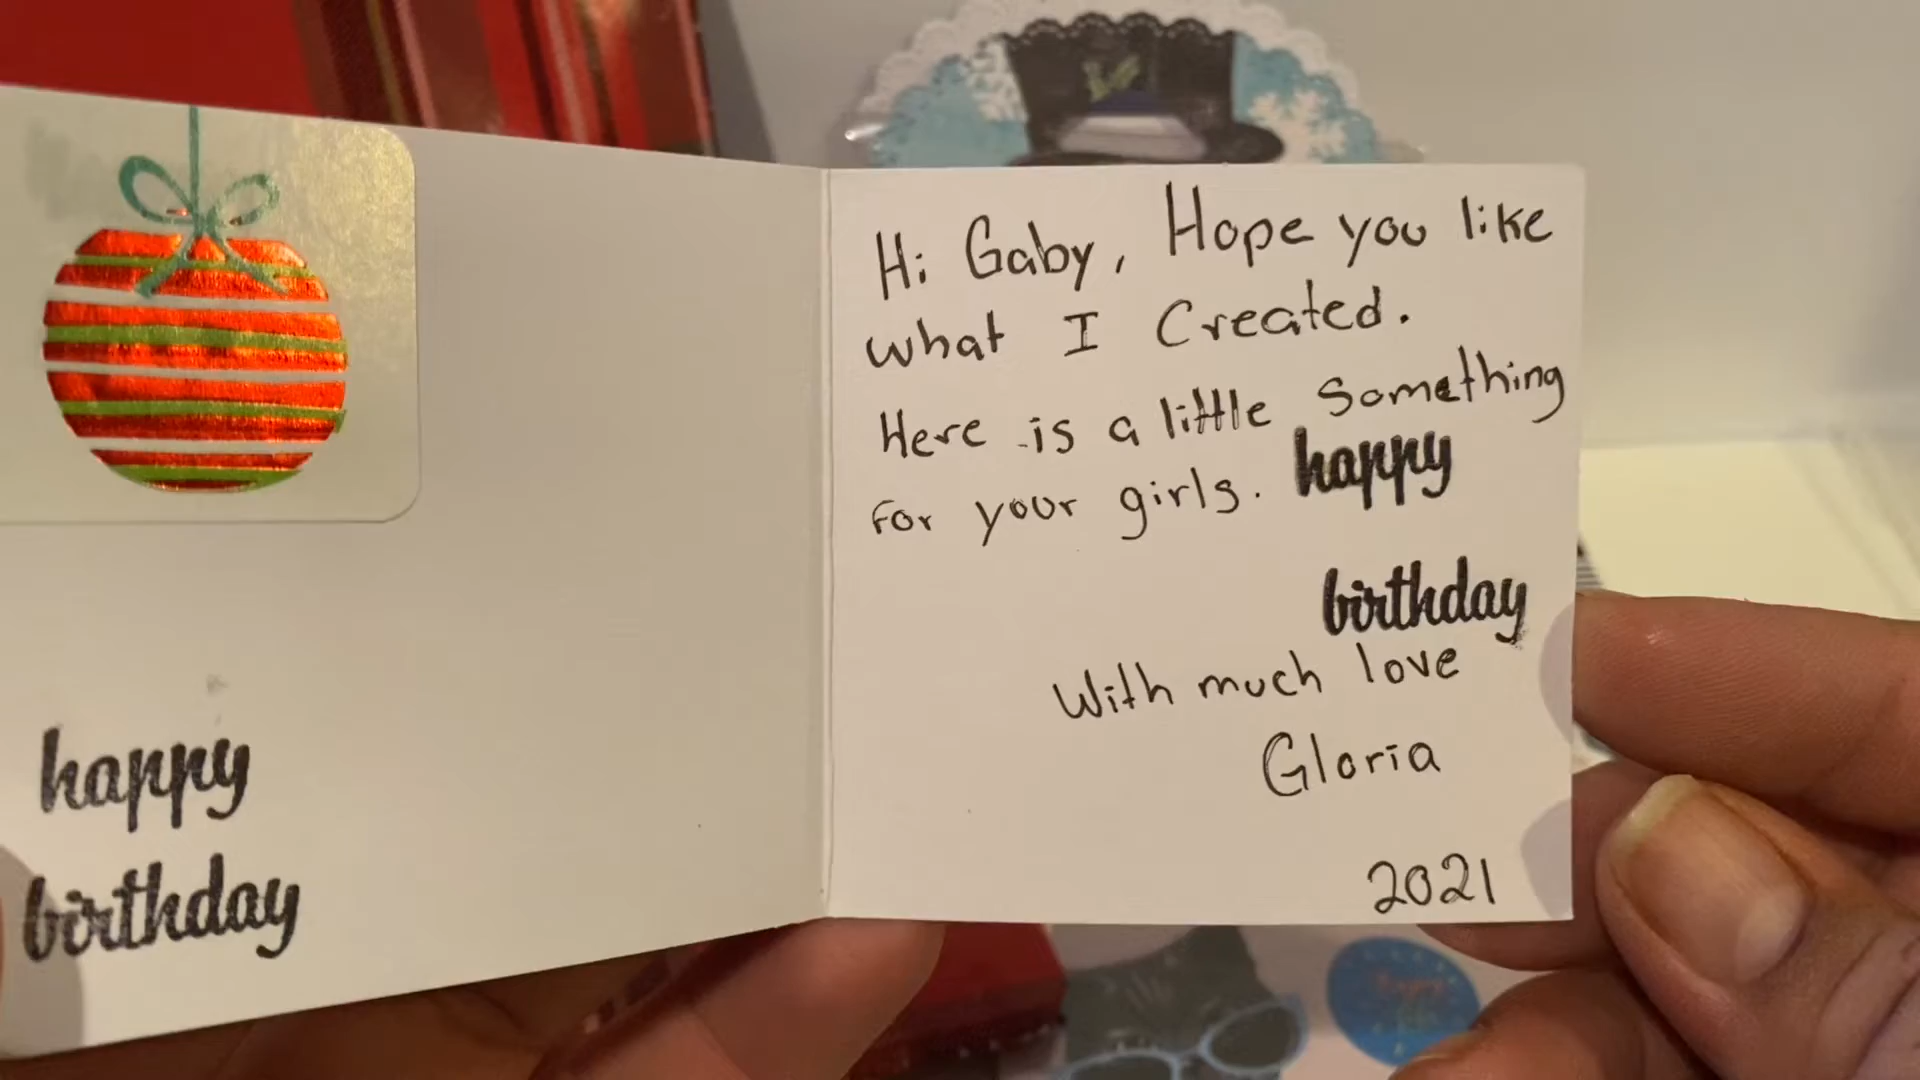 happy
birthday
Hi Gaby, Hope you like
what I Created.
Here is a little Something
For your girls. happy
birthday
With much love
Gloria
2021